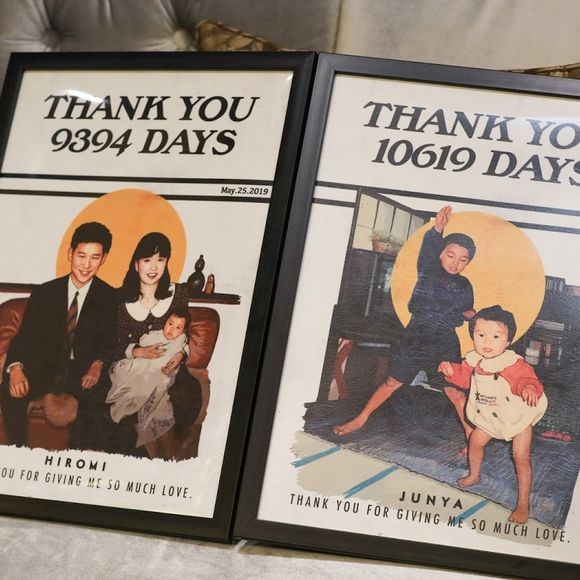 THANK YOU
9394 DAYS
May.25.2019
HIROMI
YOU FOR GIVING ME SO MUCH LOVE.
THANK YO
10619 DAYS
JUNYA
THANK YOU FOR GIVING ME SO MUCH LOVE.